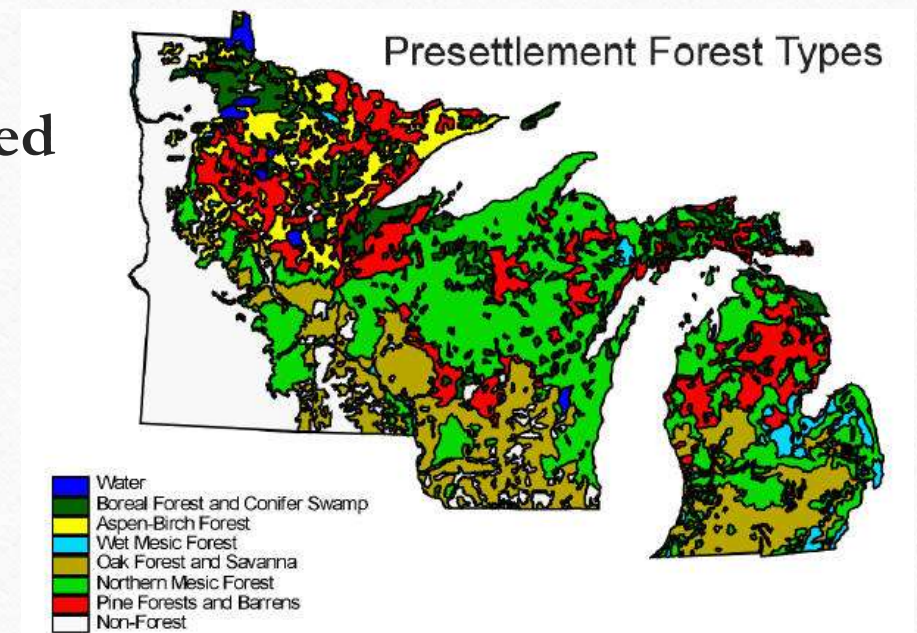 ed
Presettlement Forest Types
Water
Boreal Forest and Conifer Swamp
Aspen-Birch Forest
Wet Mesic Forest
Oak Forest and Savanna
Northern Mesic Forest
Pine Forests and Barrens
Non-Forest